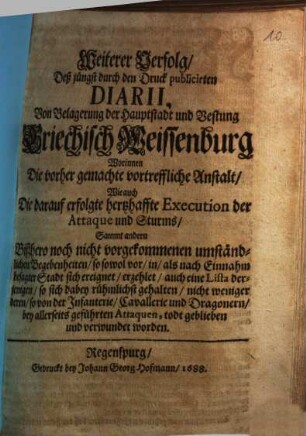 10.
Weiterer Verfolg/
Deß jüngst durch den Druck publicirten
DIARII,
Von Belagerung der Hauptstadt und Vestung
Griechisch Weissenburg
Worinnen
Die vorher gemachte vortreffliche Anstalt/
Wie auch
Die darauf erfolgte hertzhaffte Execution der
Attaque und Sturms/
Sammt andern
Bißhero noch nicht vorgekommenen umständ-
lichen Begebenheiten/ so sowol vor/ in/ als nach Einnahm
besagter Stadt sich ereignet/ erzehlet/ auch eine Lista der-
jenigen/ so sich dabey rühmlichst gehalten/ nicht weniger
deren/ so von der Infanterie/ Cavallerie und Dragonern/
bey allerseits geführten Attaquen, todt geblieben
und verwundet worden.
Regenspurg/
Gedruckt bey Johann Georg Hofmann/ 1688.